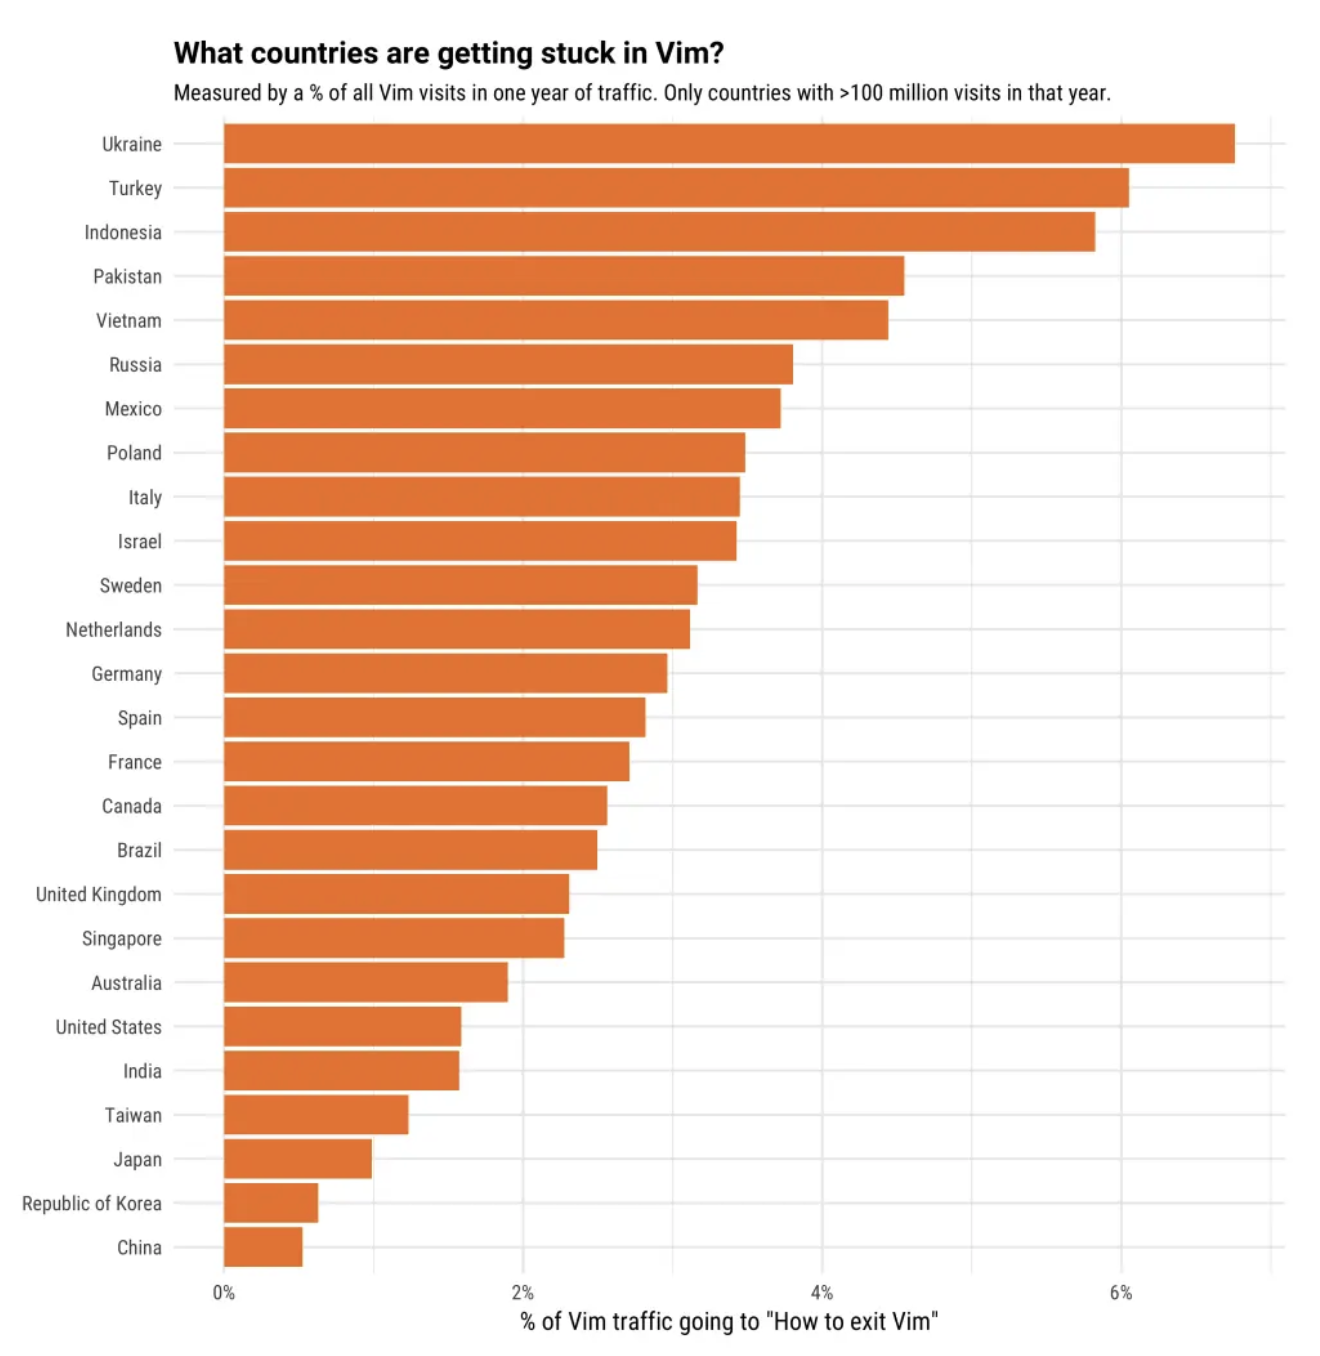 What countries are getting stuck in Vim?
Measured by a % of all Vim visits in one year of traffic. Only countries with >100 million visits in that year.
Ukraine
Turkey
Indonesia
Pakistan
Vietnam
Russia
Mexico
Poland
Italy
Israel
Sweden
Netherlands
Germany
Spain
France
Canada
Brazil
United Kingdom
Singapore
Australia
United States
India
Taiwan
Japan
Republic of Korea
China
0% 2% 4% 6%
% of Vim traffic going to "How to exit Vim"